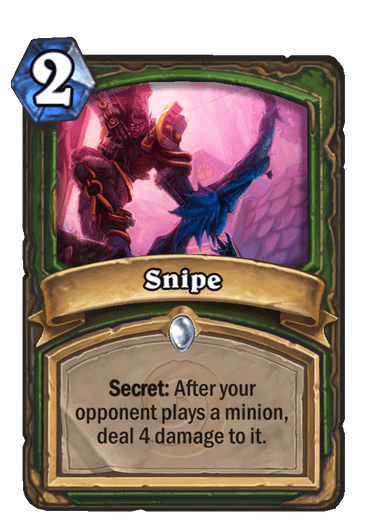 2
Snipe
Secret: After your
opponent plays a minion,
deal 4 damage to it.